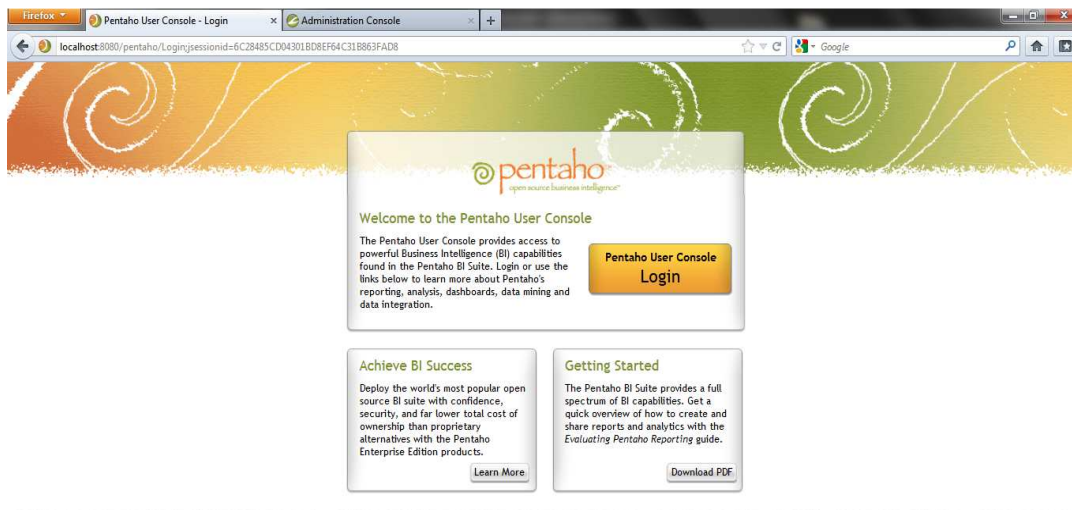 Firefox
Pentaho User Console - Login
Administration Console
localhost:8080/pentaho/Login;jsessionid=6C28485CD04301BD8EF64C31B863FAD8
Google
pentaho
open source business intelligence™
Welcome to the Pentaho User Console
The Pentaho User Console provides access to
powerful Business Intelligence (BI) capabilities
found in the Pentaho BI Suite. Login or use the
links below to learn more about Pentaho's
reporting, analysis, dashboards, data mining and
data integration.
Pentaho User Console
Login
Achieve BI Success
Deploy the world's most popular open
source BI suite with confidence,
security, and far lower total cost of
ownership than proprietary
alternatives with the Pentaho
Enterprise Edition products.
Learn More
Getting Started
The Pentaho BI Suite provides a full
spectrum of BI capabilities. Get a
quick overview of how to create and
share reports and analytics with the
Evaluating Pentaho Reporting guide.
Download PDF